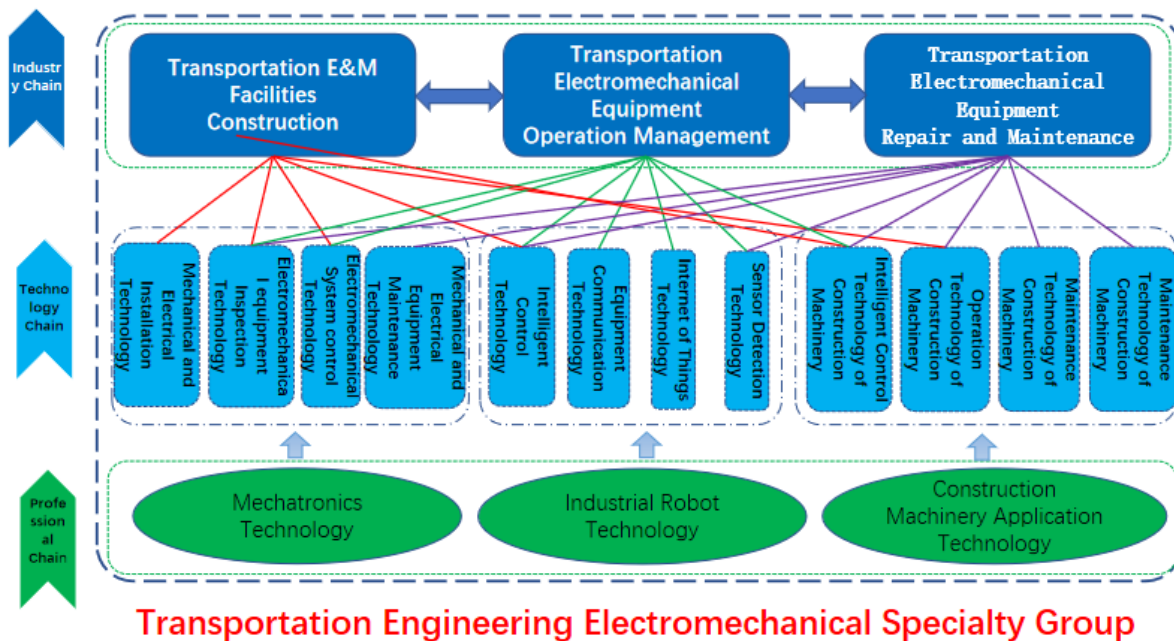 Industr
y Chain
Transportation E&M
Facilities
Construction
Transportation
Electromechanical
Equipment
Operation Management
Transportation
Electromechanical
Equipment
Repair and Maintenance
Techno
logy Chain
Mechanical and
Electrical
Installation
Technology
Electromechanica
l equipment
Inspection
Technology
Electromechanical
System control
Technology
Mechanical and
Electrical
Equipment
Maintenance
Technology
Intelligent
Control
Technology
Equipment
Communication
Technology
Internet of Things
Technology
Sensor Detection
Technology
Intelligent Control
Technology of
Construction
Machinery
Operation
Technology of
Construction
Machinery
Maintenance
Technology of
Construction
Machinery
Maintenance
Technology of
Construction
Machinery
Profe
ssion
al Chain
Mechatronics
Technology
Industrial Robot
Technology
Construction
Machinery Application
Technology
Transportation Engineering Electromechanical Specialty Group